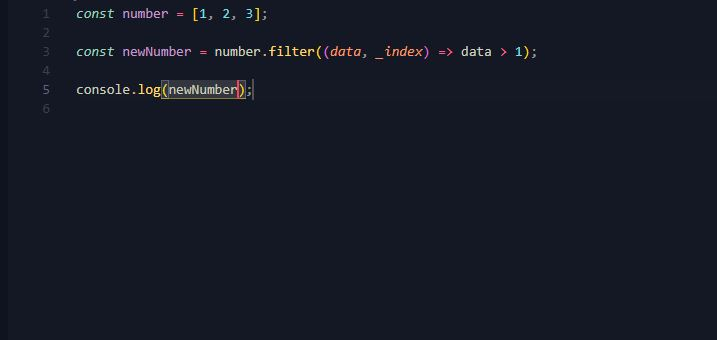 1 const number = [1, 2, 3];
2
3 const newNumber = number.filter((data, _index) => data > 1);
4
5 console.log(newNumber);
6